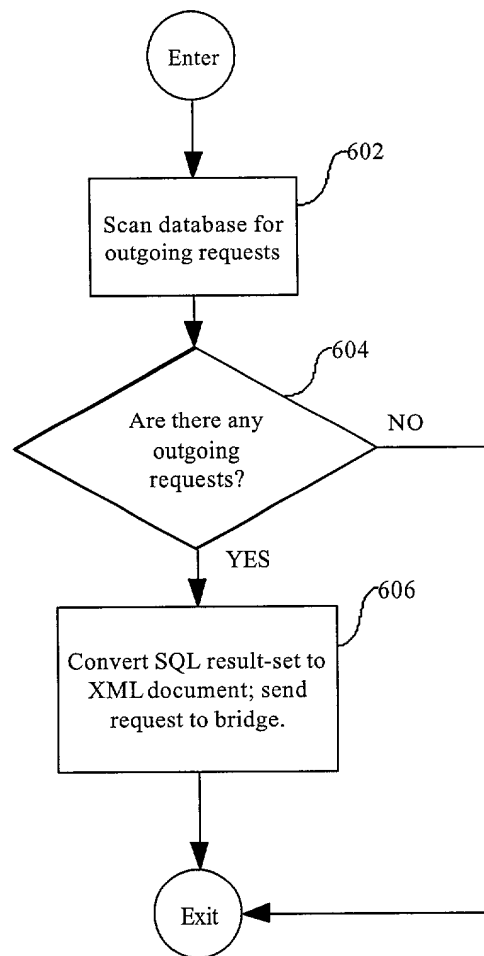 Enter
602
Scan database for
outgoing requests
604
Are there any
outgoing
requests?
NO
YES
606
Convert SQL result-set to
XML document; send
request to bridge.
Exit